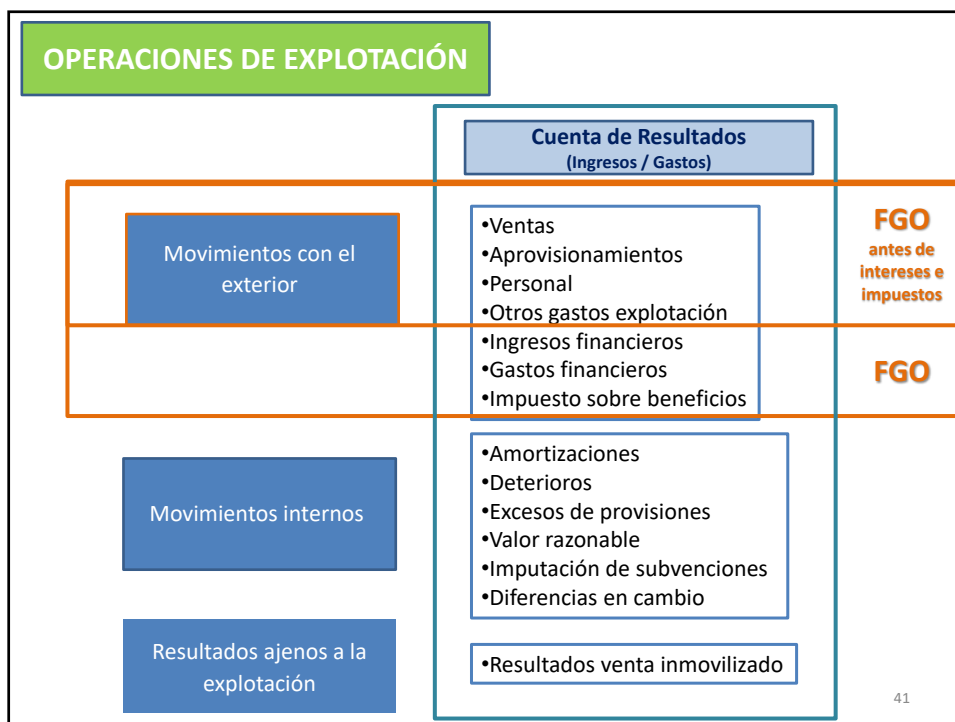 OPERACIONES DE EXPLOTACIÓN
Cuenta de Resultados
(Ingresos / Gastos)
Movimientos con el
exterior
•Ventas
•Aprovisionamientos
•Personal
•Otros gastos explotación
•Ingresos financieros
•Gastos financieros
•Impuesto sobre beneficios
FGO
antes de
intereses e
impuestos
FGO
Movimientos internos
•Amortizaciones
•Deterioros
•Excesos de provisiones
•Valor razonable
•Imputación de subvenciones
•Diferencias en cambio
Resultados ajenos a la
explotación
•Resultados venta inmovilizado
41